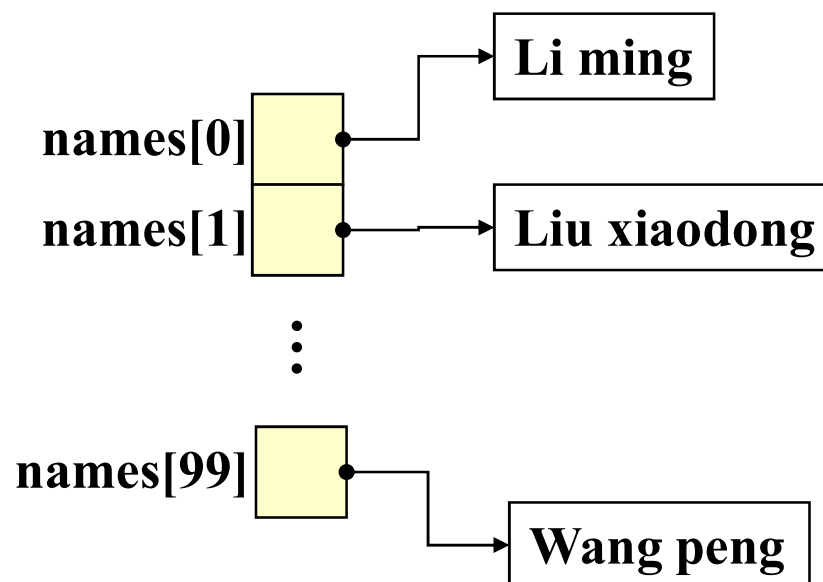 Li ming
names[0]
names[1]
Liu xiaodong
names[99]
Wang peng